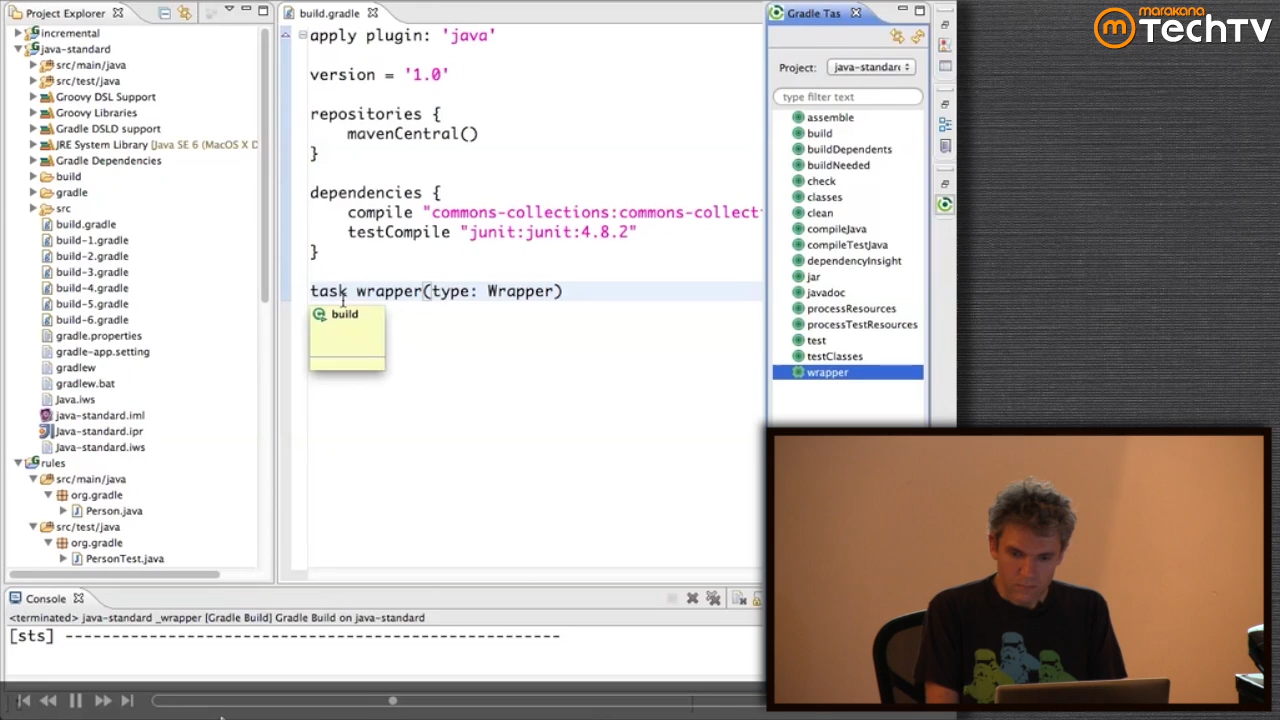 Project Explorer
incremental
java-standard
src/main/java
src/test/java
Groovy DSL Support
Groovy Libraries
Gradle DSLD support
JRE System Library [Java SE 6 (MacOS X D
Gradle Dependencies
build
gradle
src
build.gradle
build-1.gradle
build-2.gradle
build-3.gradle
build-4.gradle
build-5.gradle
build-6.gradle
gradle.properties
gradle-app.setting
gradlew
gradlew.bat
Java.iws
java-standard.iml
Java-standard.ipr
Java-standard.iws
rules
src/main/java
org.gradle
Person.java
src/test/java
org.gradle
PersonTest.java
build.gradle
apply plugin: 'java'
version = '1.0'
repositories {
mavenCentral()
}
dependencies {
compile "commons-collections:commons-collect
testCompile "junit:junit:4.8.2"
}
task wrapper(type: Wrapper)
build
Gradle Tas
Project: java-standar
type filter text
assemble
build
buildDependents
buildNeeded
check
classes
clean
compileJava
compileTestJava
dependencyInsight
jar
javadoc
processResources
processTestResources
test
testClasses
wrapper
marakana
TechTV
Console
<terminated> java-standard _wrapper [Gradle Build] Gradle Build on java-standard
[sts] -----------------------------------------------------